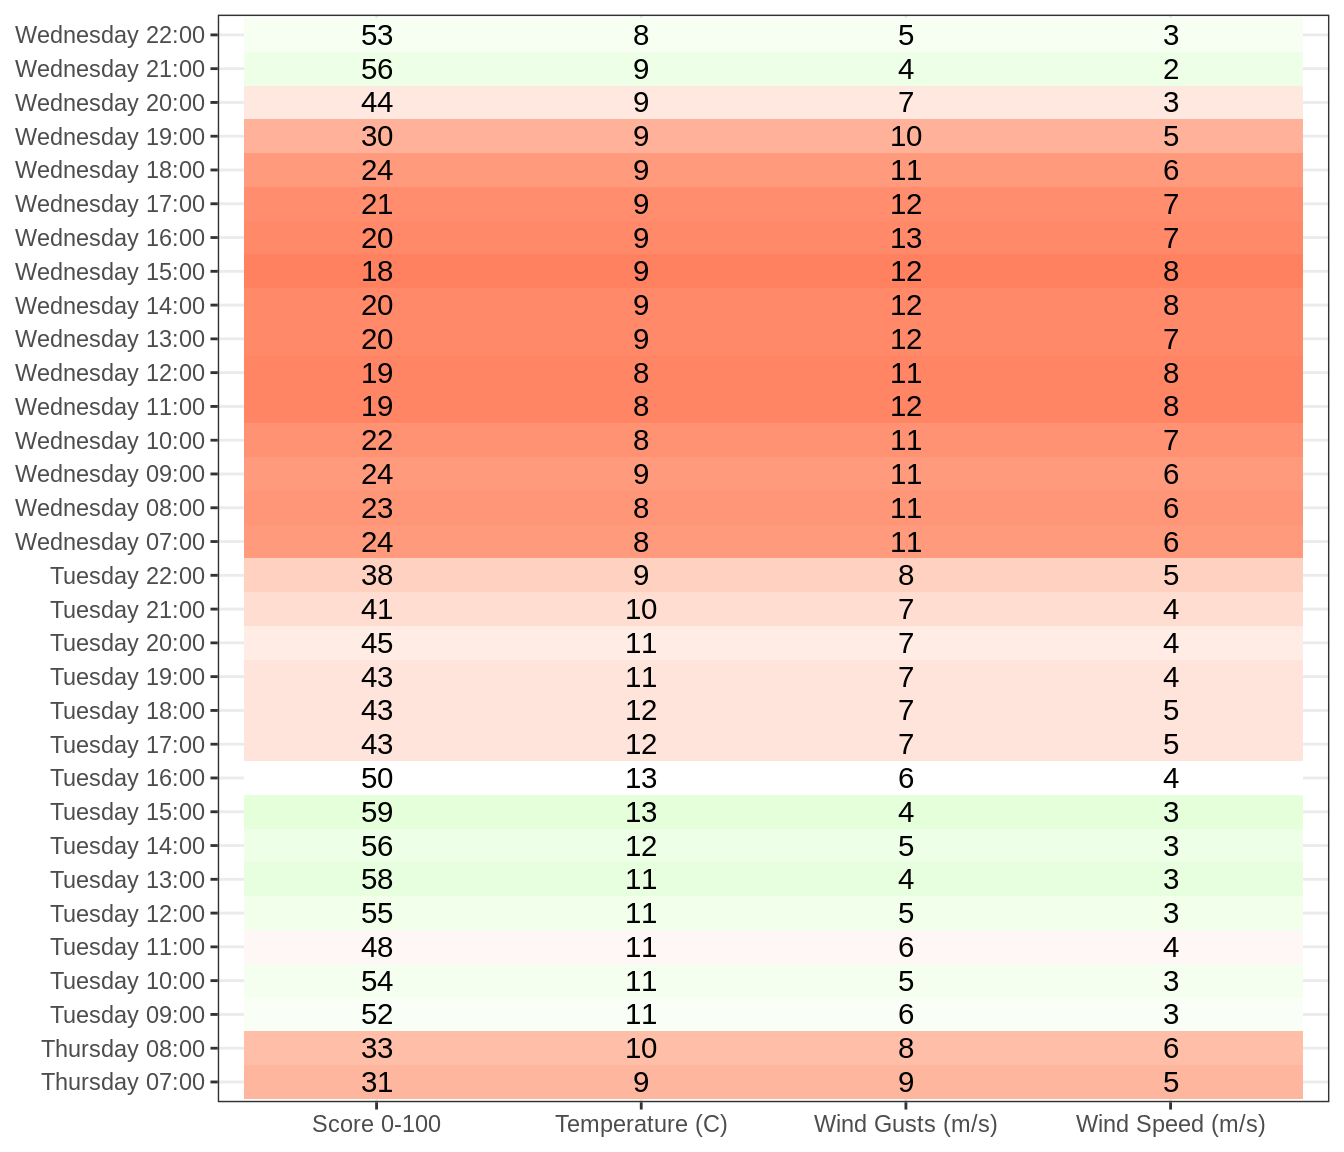 Wednesday 22:00 53 8 5 3
Wednesday 21:00 56 9 4 2
Wednesday 20:00 44 9 7 3
Wednesday 19:00 30 9 10 5
Wednesday 18:00 24 9 11 6
Wednesday 17:00 21 9 12 7
Wednesday 16:00 20 9 13 7
Wednesday 15:00 18 9 12 8
Wednesday 14:00 20 9 12 8
Wednesday 13:00 20 9 12 7
Wednesday 12:00 19 8 11 8
Wednesday 11:00 19 8 12 8
Wednesday 10:00 22 8 11 7
Wednesday 09:00 24 9 11 6
Wednesday 08:00 23 8 11 6
Wednesday 07:00 24 8 11 6
Tuesday 22:00 38 9 8 5
Tuesday 21:00 41 10 7 4
Tuesday 20:00 45 11 7 4
Tuesday 19:00 43 11 7 4
Tuesday 18:00 43 12 7 5
Tuesday 17:00 43 12 7 5
Tuesday 16:00 50 13 6 4
Tuesday 15:00 59 13 4 3
Tuesday 14:00 56 12 5 3
Tuesday 13:00 58 11 4 3
Tuesday 12:00 55 11 5 3
Tuesday 11:00 48 11 6 4
Tuesday 10:00 54 11 5 3
Tuesday 09:00 52 11 6 3
Thursday 08:00 33 10 8 6
Thursday 07:00 31 9 9 5
Score 0-100 Temperature (C) Wind Gusts (m/s) Wind Speed (m/s)